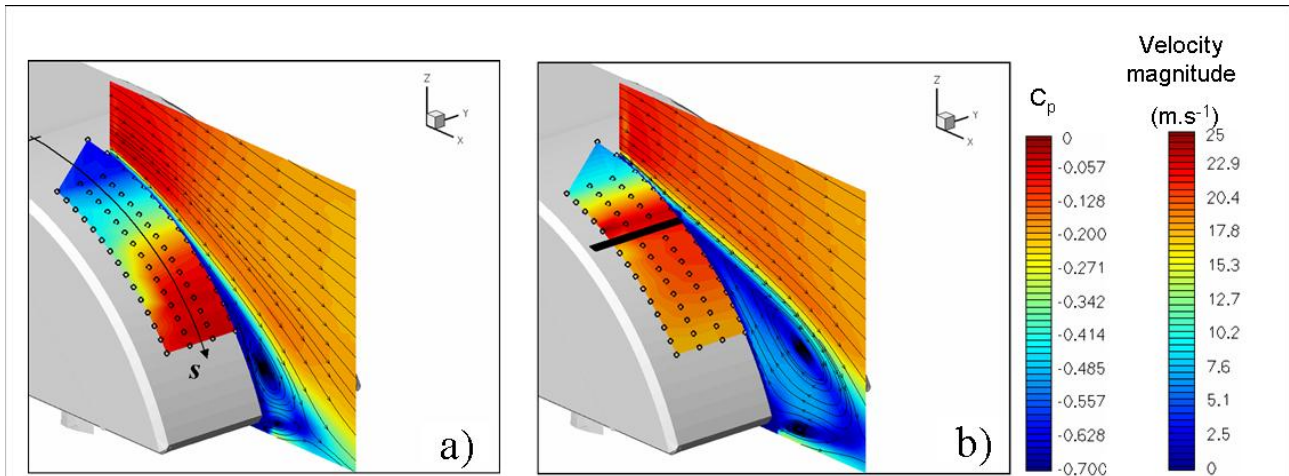 Z
Y
X
s
a)
Z
Y
X
b)
Cp
0
-0.057
-0.128
-0.200
-0.271
-0.342
-0.414
-0.485
-0.557
-0.628
-0.700
Velocity
magnitude
(m.s-1)
25
22.9
20.4
17.8
15.3
12.7
10.2
7.6
5.1
2.5
0